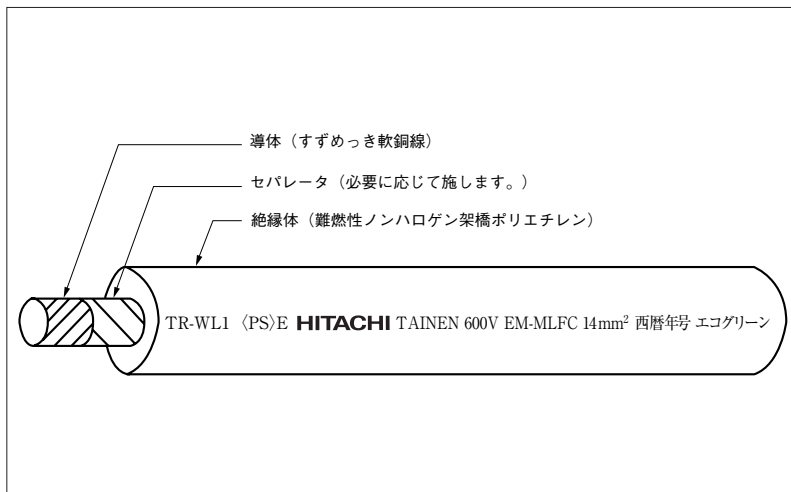 導体（すずめっき軟銅線）
セパレータ（必要に応じて施します。）
絶縁体（難燃性ノンハロゲン架橋ポリエチレン）
TR-WL1 〈PS〉E HITACHI TAINEN 600V EM-MLFC 14mm² 西暦年号 エコグリーン